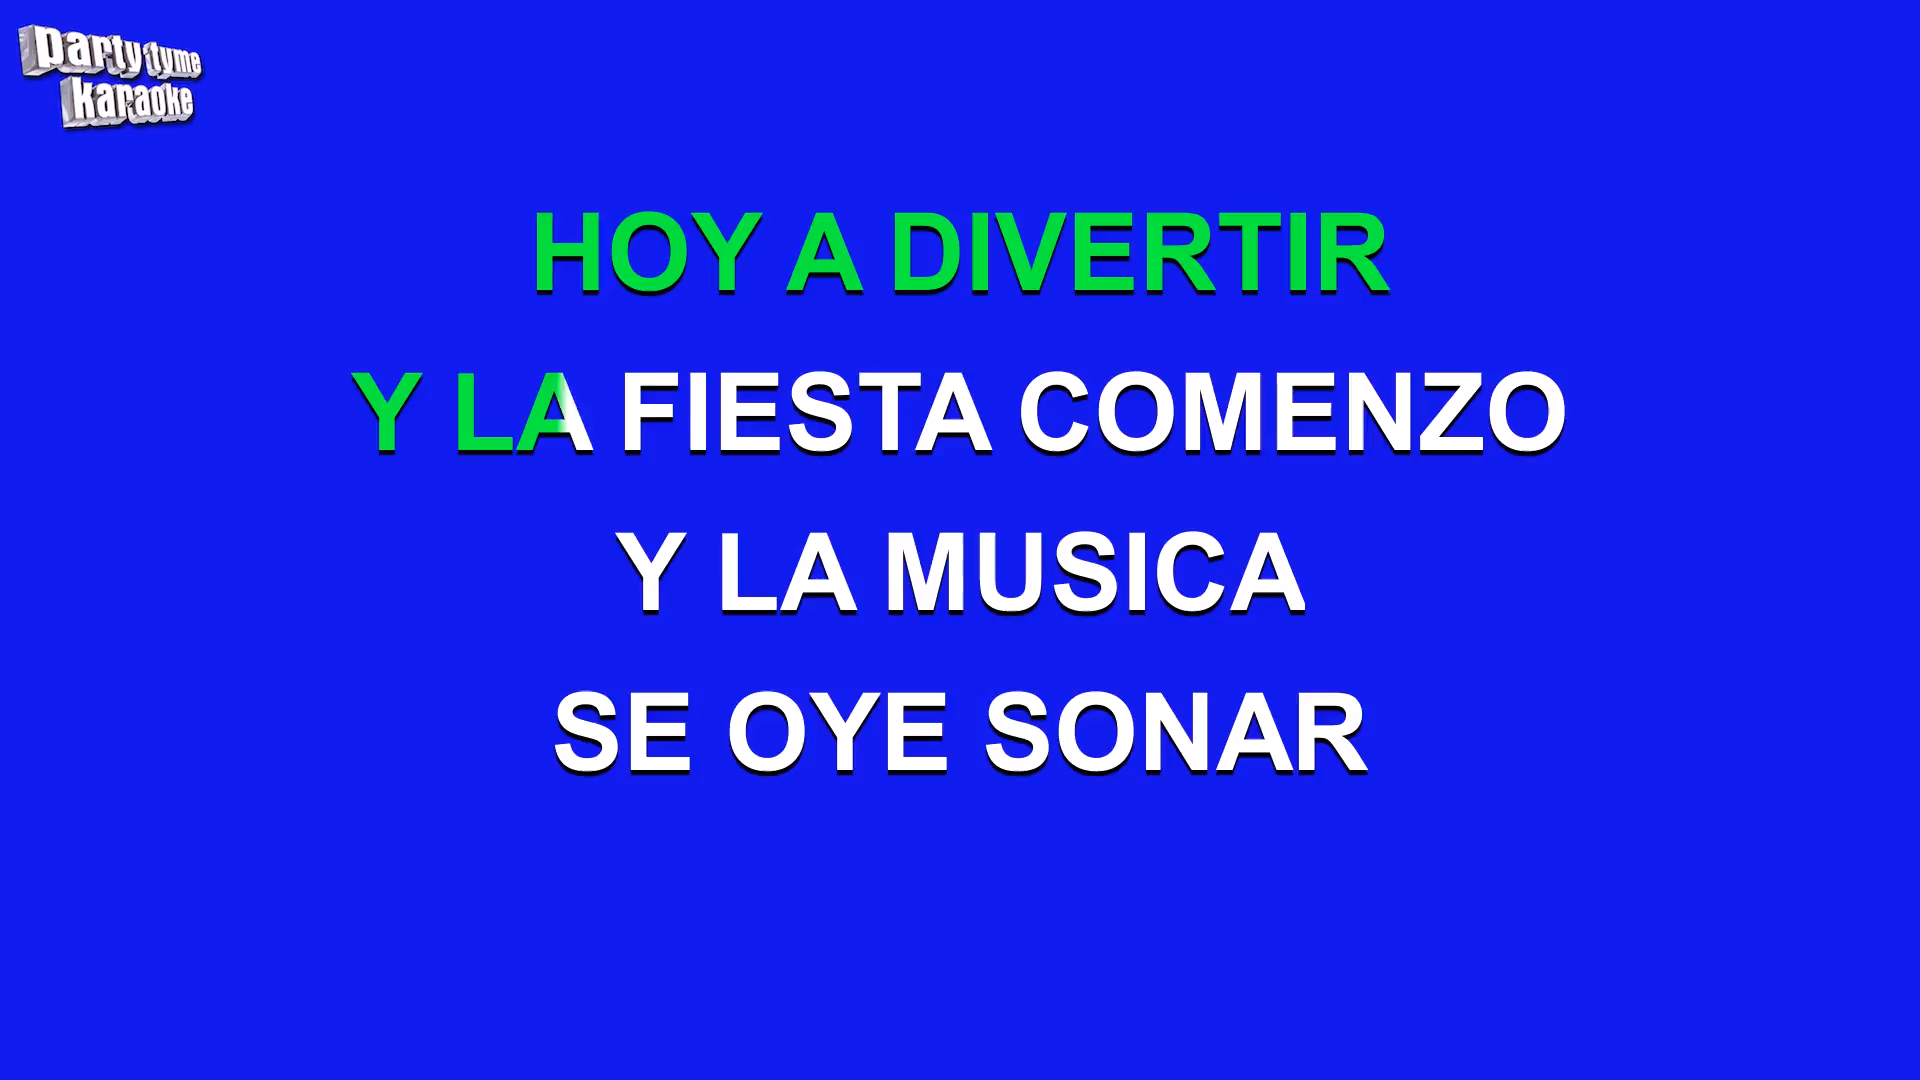 party tyme
karaoke
HOY A DIVERTIR
Y LA FIESTA COMENZO
Y LA MUSICA
SE OYE SONAR